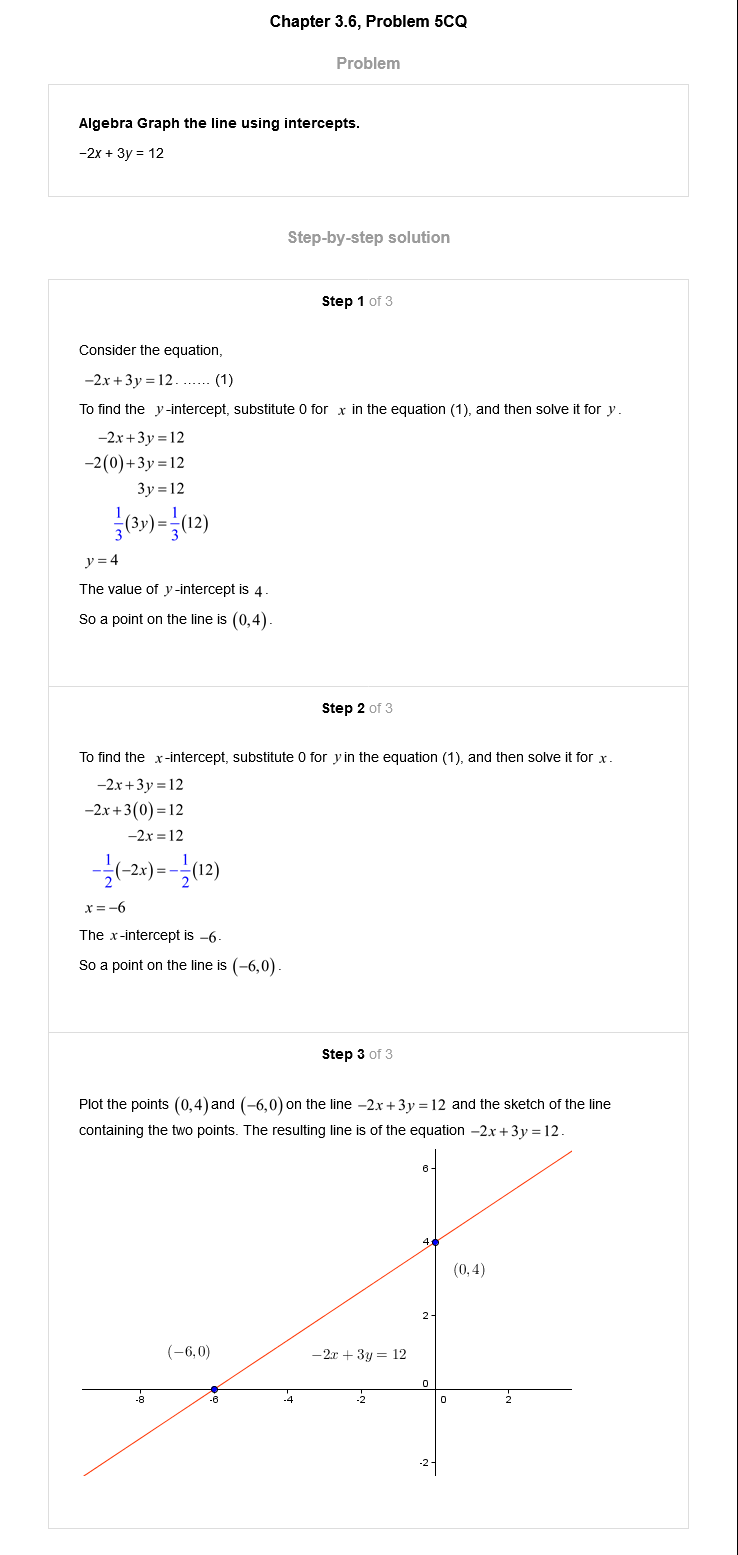 Chapter 3.6, Problem 5CQ
Problem
Algebra Graph the line using intercepts.
−2x + 3y = 12
Step-by-step solution
Step 1 of 3
Consider the equation,
−2x + 3y = 12. …… (1)
To find the y-intercept, substitute 0 for x in the equation (1), and then solve it for y.
−2x + 3y = 12
−2(0) + 3y = 12
3y = 12
1/3(3y) = 1/3(12)
y = 4
The value of y-intercept is 4.
So a point on the line is (0,4).
Step 2 of 3
To find the x-intercept, substitute 0 for y in the equation (1), and then solve it for x.
−2x + 3y = 12
−2x + 3(0) = 12
−2x = 12
−1/2(−2x) = −1/2(12)
x = −6
The x-intercept is −6.
So a point on the line is (−6,0).
Step 3 of 3
Plot the points (0,4) and (−6,0) on the line −2x + 3y = 12 and the sketch of the line
containing the two points. The resulting line is of the equation −2x + 3y = 12.
6
4
(0, 4)
2
(−6, 0)
−2x + 3y = 12
0
-8 -6 -4 -2 0 2
-2